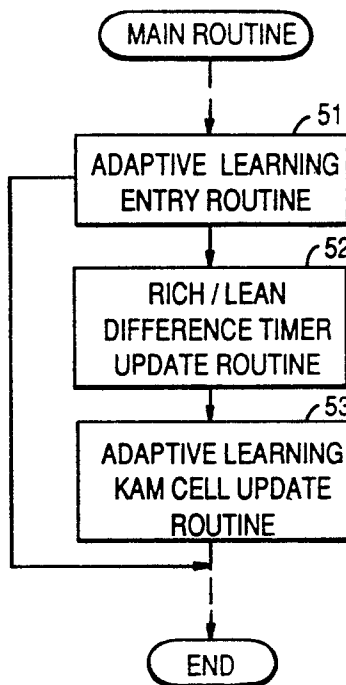 MAIN ROUTINE
51
ADAPTIVE LEARNING
ENTRY ROUTINE
52
RICH / LEAN
DIFFERENCE TIMER
UPDATE ROUTINE
53
ADAPTIVE LEARNING
KAM CELL UPDATE
ROUTINE
END